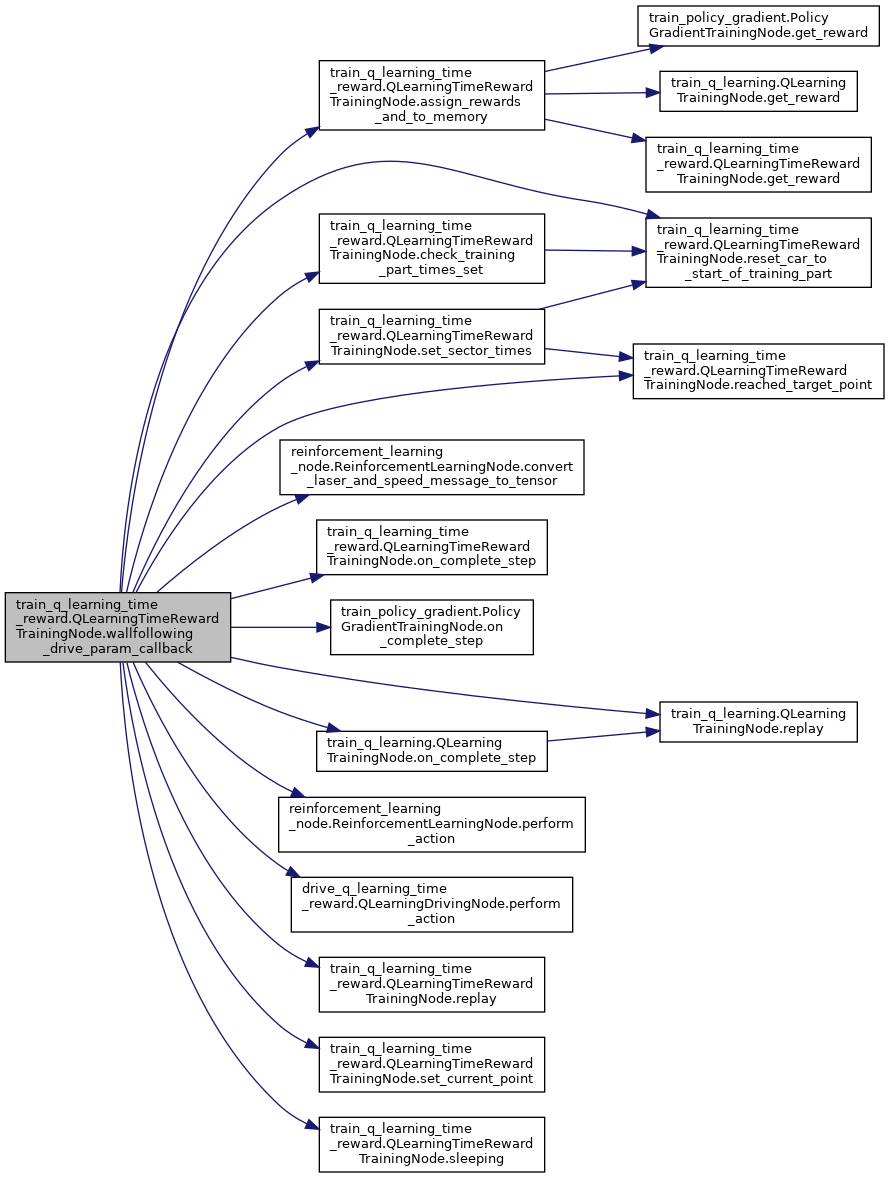 train_policy_gradient.Policy
GradientTrainingNode.get_reward
train_q_learning_time
_reward.QLearningTimeReward
TrainingNode.assign_rewards
_and_to_memory
train_q_learning.QLearning
TrainingNode.get_reward
train_q_learning_time
_reward.QLearningTimeReward
TrainingNode.get_reward
train_q_learning_time
_reward.QLearningTimeReward
TrainingNode.check_training
_part_times_set
train_q_learning_time
_reward.QLearningTimeReward
TrainingNode.reset_car_to
_start_of_training_part
train_q_learning_time
_reward.QLearningTimeReward
TrainingNode.set_sector_times
train_q_learning_time
_reward.QLearningTimeReward
TrainingNode.reached_target_point
reinforcement_learning
_node.ReinforcementLearningNode.convert
_laser_and_speed_message_to_tensor
train_q_learning_time
_reward.QLearningTimeReward
TrainingNode.on_complete_step
train_q_learning_time
_reward.QLearningTimeReward
TrainingNode.wallfollowing
_drive_param_callback
train_policy_gradient.Policy
GradientTrainingNode.on
_complete_step
train_q_learning.QLearning
TrainingNode.replay
train_q_learning.QLearning
TrainingNode.on_complete_step
reinforcement_learning
_node.ReinforcementLearningNode.perform
_action
drive_q_learning_time
_reward.QLearningDrivingNode.perform
_action
train_q_learning_time
_reward.QLearningTimeReward
TrainingNode.replay
train_q_learning_time
_reward.QLearningTimeReward
TrainingNode.set_current_point
train_q_learning_time
_reward.QLearningTimeReward
TrainingNode.sleeping